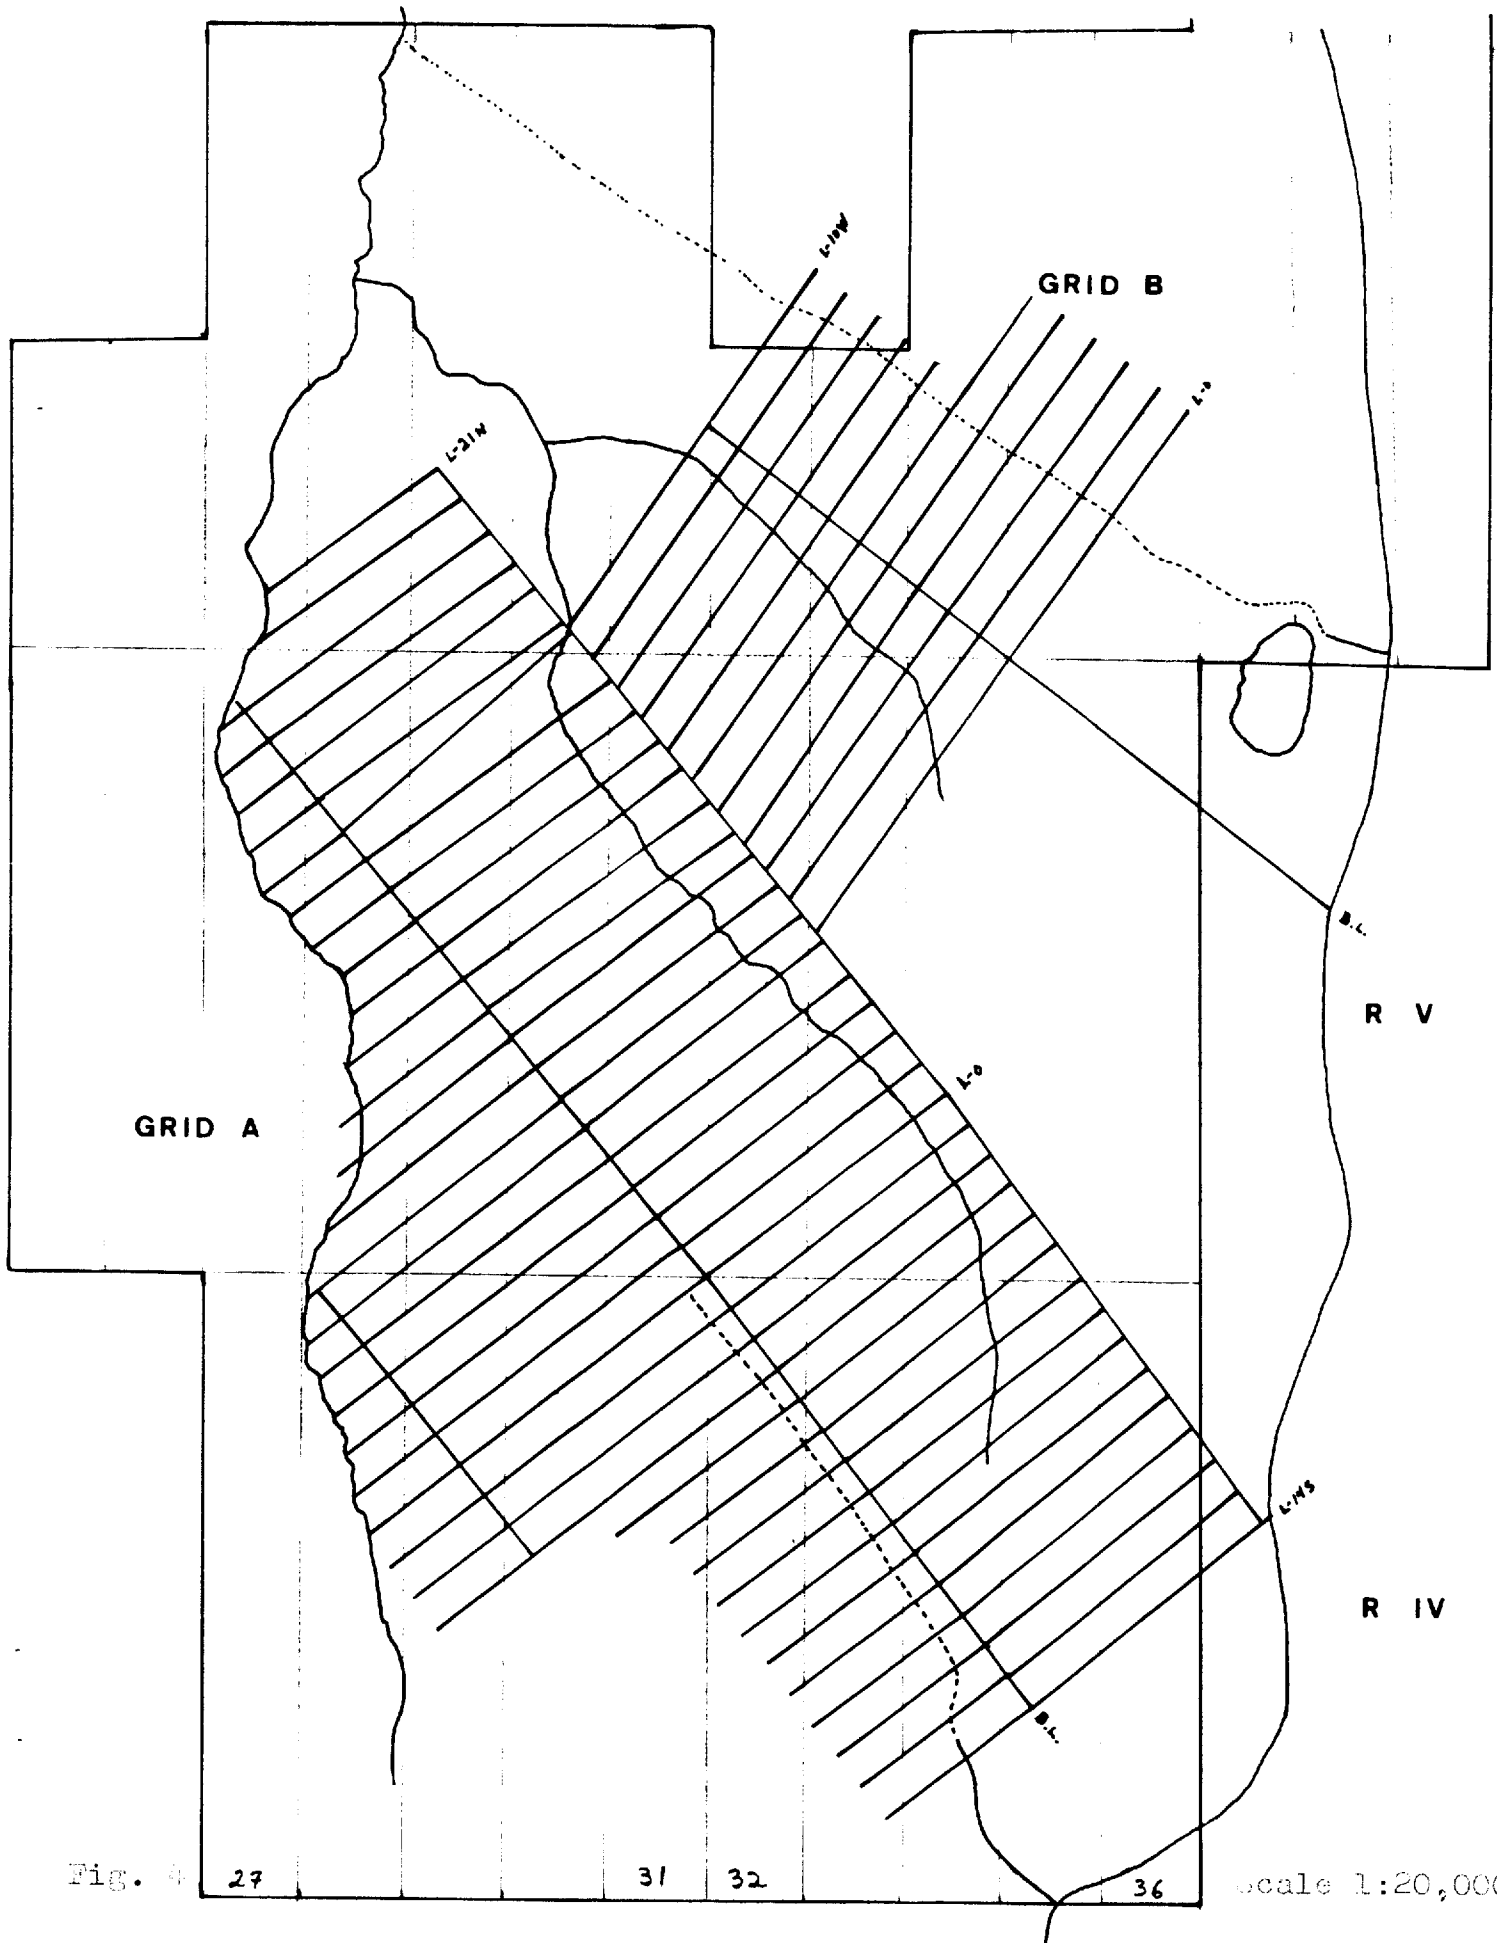 L-10W
GRID B
L-0
L-21N
B.L.
R V
L-0
GRID A
L-14S
R IV
B.L.
Fig. 4
27
31
32
36
Scale 1:20,000